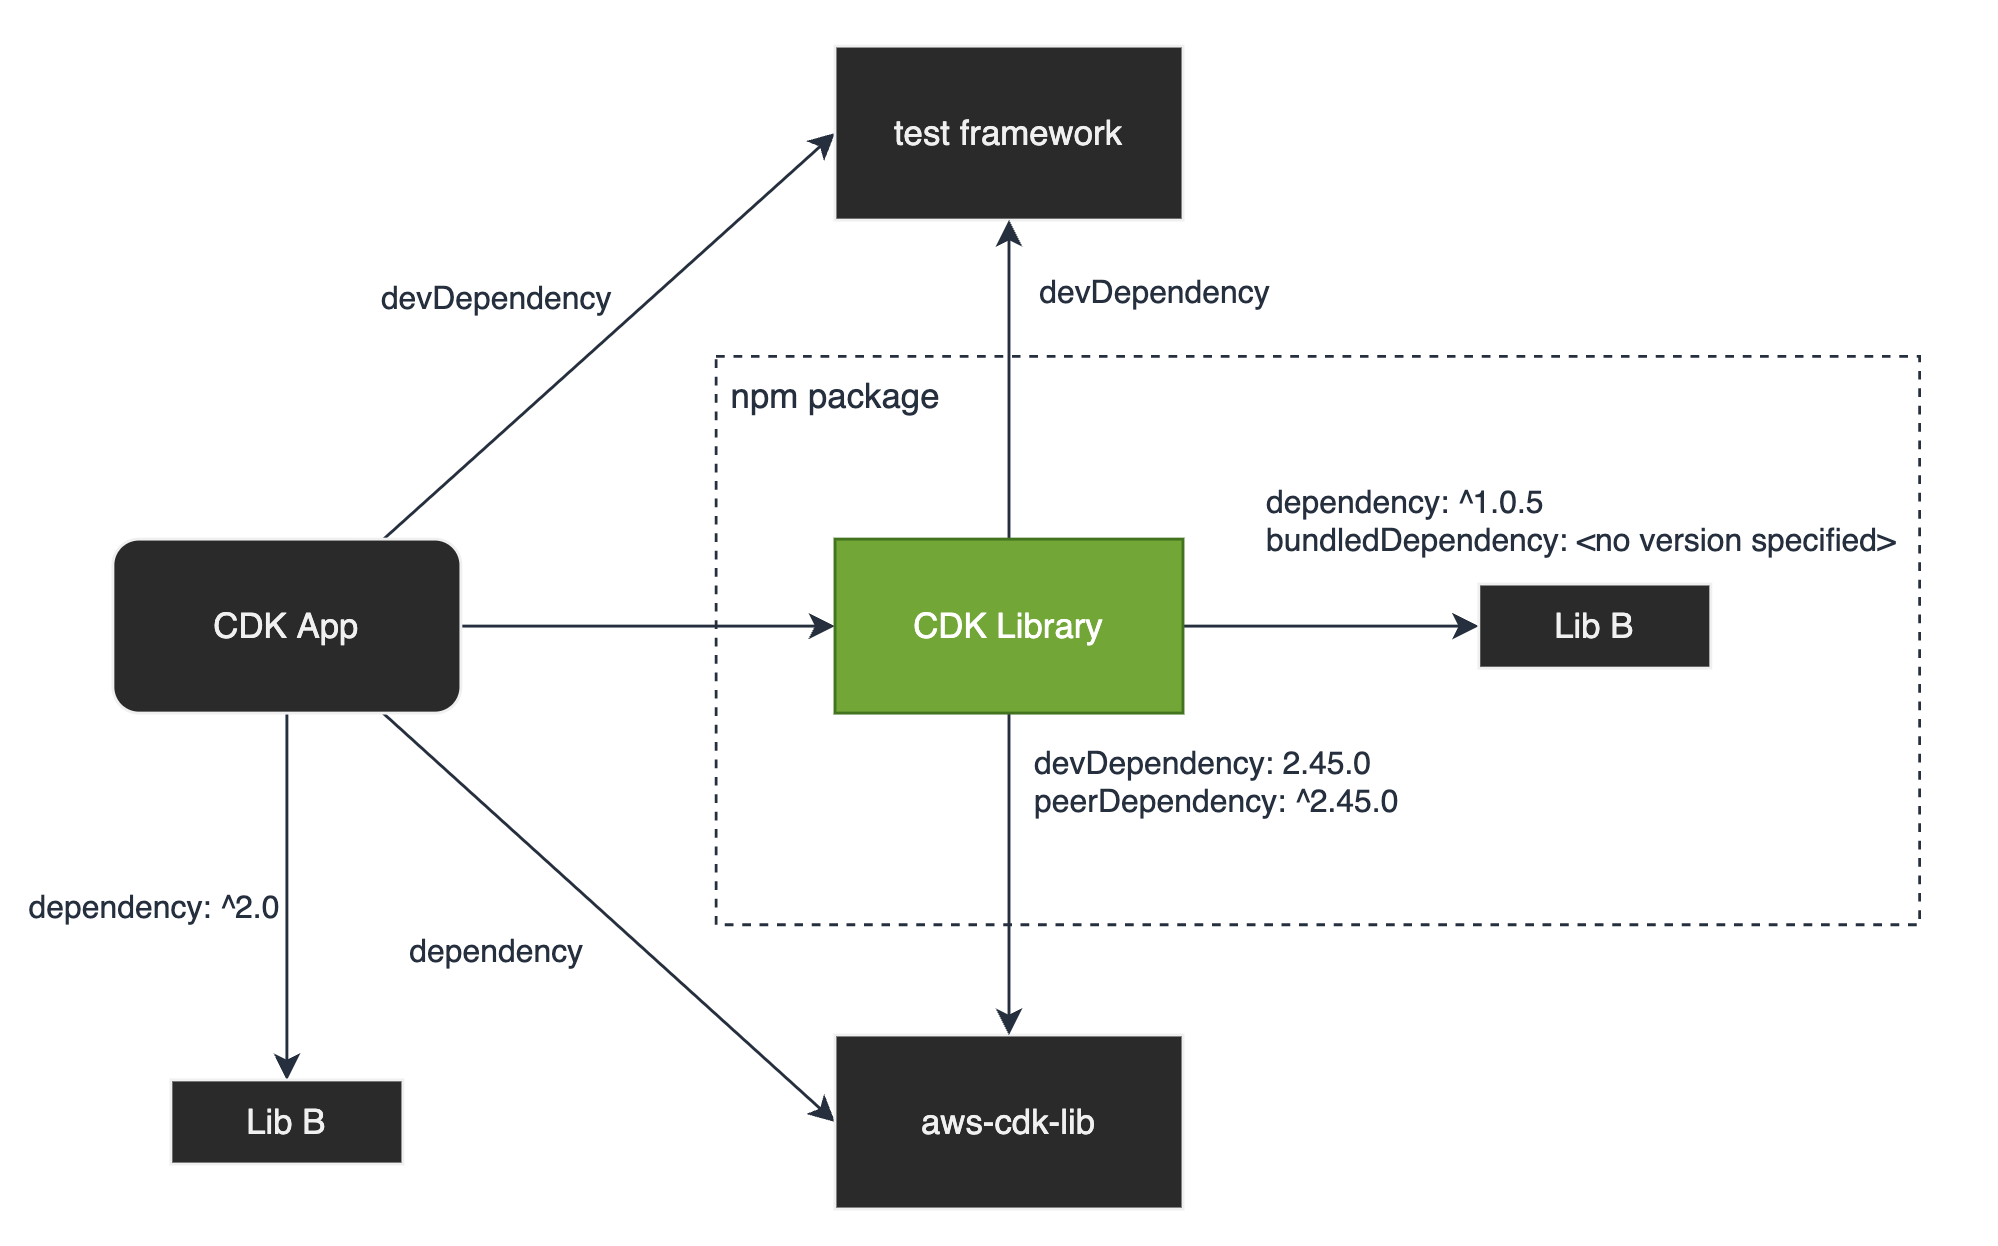 test framework
devDependency
devDependency
npm package
dependency: ^1.0.5
bundledDependency: <no version specified>
CDK App
CDK Library
Lib B
devDependency: 2.45.0
peerDependency: ^2.45.0
dependency: ^2.0
dependency
Lib B
aws-cdk-lib